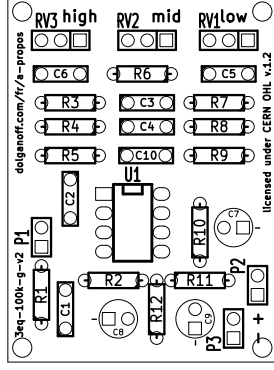 RV3 high RV2 mid RV1 low
C6 R6 C5
R3 C3 R7
R4 C4 R8
R5 C10 R9
dolganoff.com/fr/a-propos
licensed under CERN OHL v.1.2
U1
C2
R10
C7
P1
R1
C1
R2
R11
R12
C8
C9
P2
P3
- +
3eq-100k-g-v2
-
-
-